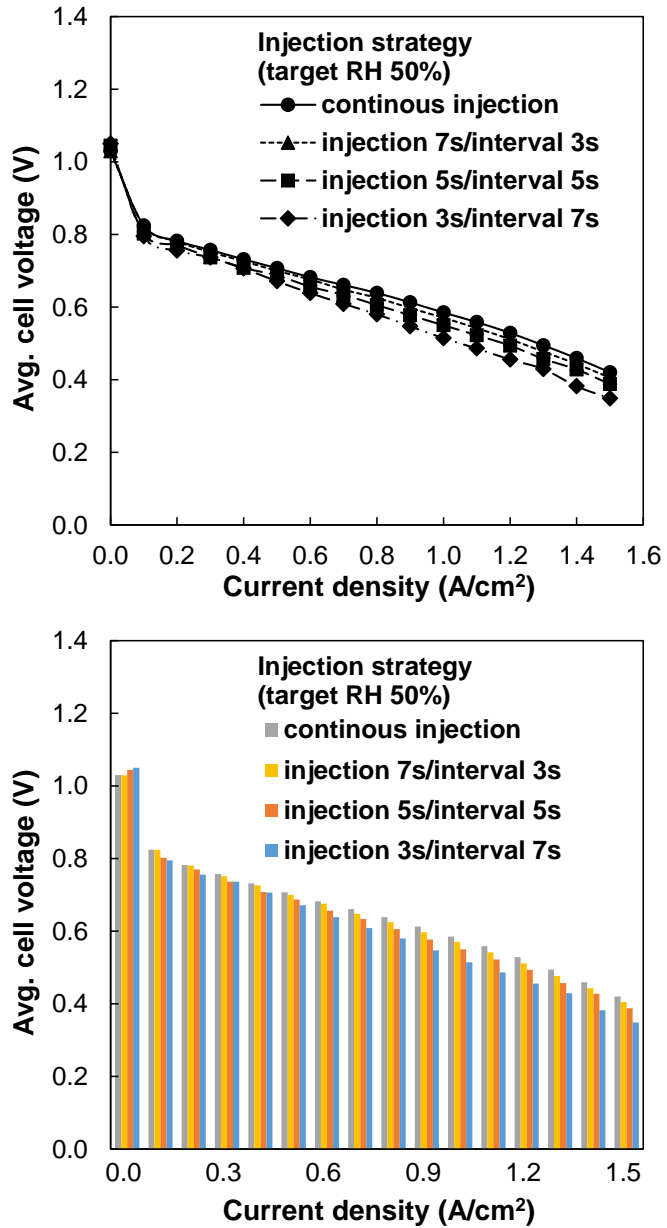 1.4
1.2
1.0
0.8
0.6
0.4
0.2
0.0
Avg. cell voltage (V)
Injection strategy
(target RH 50%)
continous injection
injection 7s/interval 3s
injection 5s/interval 5s
injection 3s/interval 7s
0.0 0.2 0.4 0.6 0.8 1.0 1.2 1.4 1.6
Current density (A/cm²)
1.4
1.2
1.0
0.8
0.6
0.4
0.2
0.0
Avg. cell voltage (V)
Injection strategy
(target RH 50%)
continous injection
injection 7s/interval 3s
injection 5s/interval 5s
injection 3s/interval 7s
0.0 0.3 0.6 0.9 1.2 1.5
Current density (A/cm²)